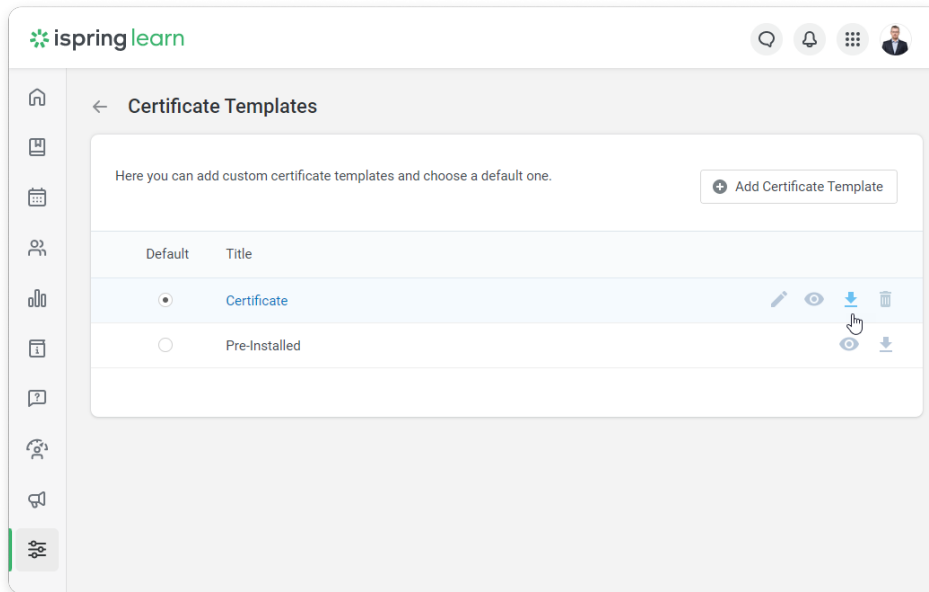 ispring learn
Certificate Templates
Here you can add custom certificate templates and choose a default one.
Add Certificate Template
Default Title
Certificate
Pre-Installed